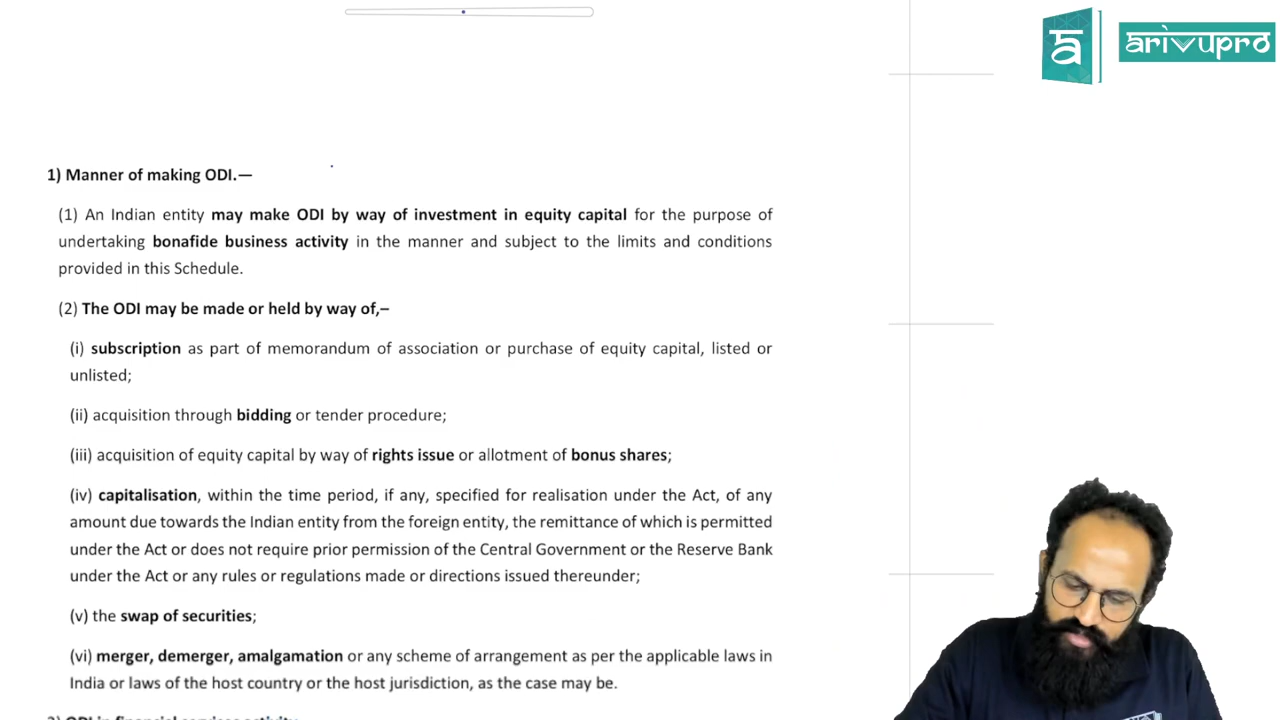 arivupro
1) Manner of making ODI.—
(1) An Indian entity may make ODI by way of investment in equity capital for the purpose of
undertaking bonafide business activity in the manner and subject to the limits and conditions
provided in this Schedule.
(2) The ODI may be made or held by way of,–
(i) subscription as part of memorandum of association or purchase of equity capital, listed or
unlisted;
(ii) acquisition through bidding or tender procedure;
(iii) acquisition of equity capital by way of rights issue or allotment of bonus shares;
(iv) capitalisation, within the time period, if any, specified for realisation under the Act, of any
amount due towards the Indian entity from the foreign entity, the remittance of which is permitted
under the Act or does not require prior permission of the Central Government or the Reserve Bank
under the Act or any rules or regulations made or directions issued thereunder;
(v) the swap of securities;
(vi) merger, demerger, amalgamation or any scheme of arrangement as per the applicable laws in
India or laws of the host country or the host jurisdiction, as the case may be.
ODI in financial services activity